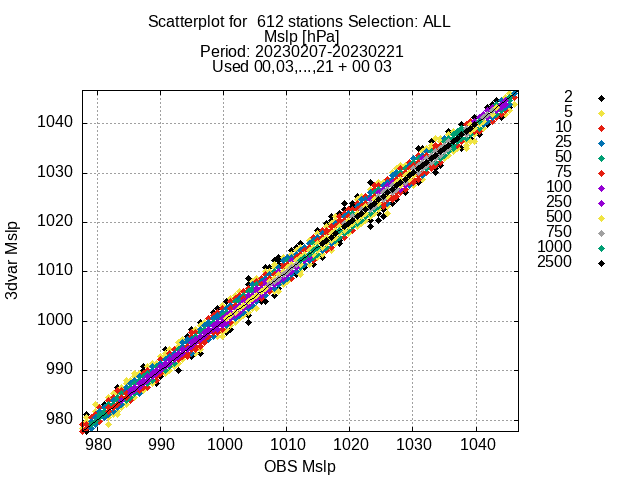 Scatterplot for  612 stations Selection: ALL
Mslp [hPa]
Period: 20230207-20230221
Used 00,03,...,21 + 00 03
2
5
10
25
50
75
100
250
500
750
1000
2500
1040
1030
1020
1010
1000
990
980
3dvar Mslp
980 990 1000 1010 1020 1030 1040
OBS Mslp